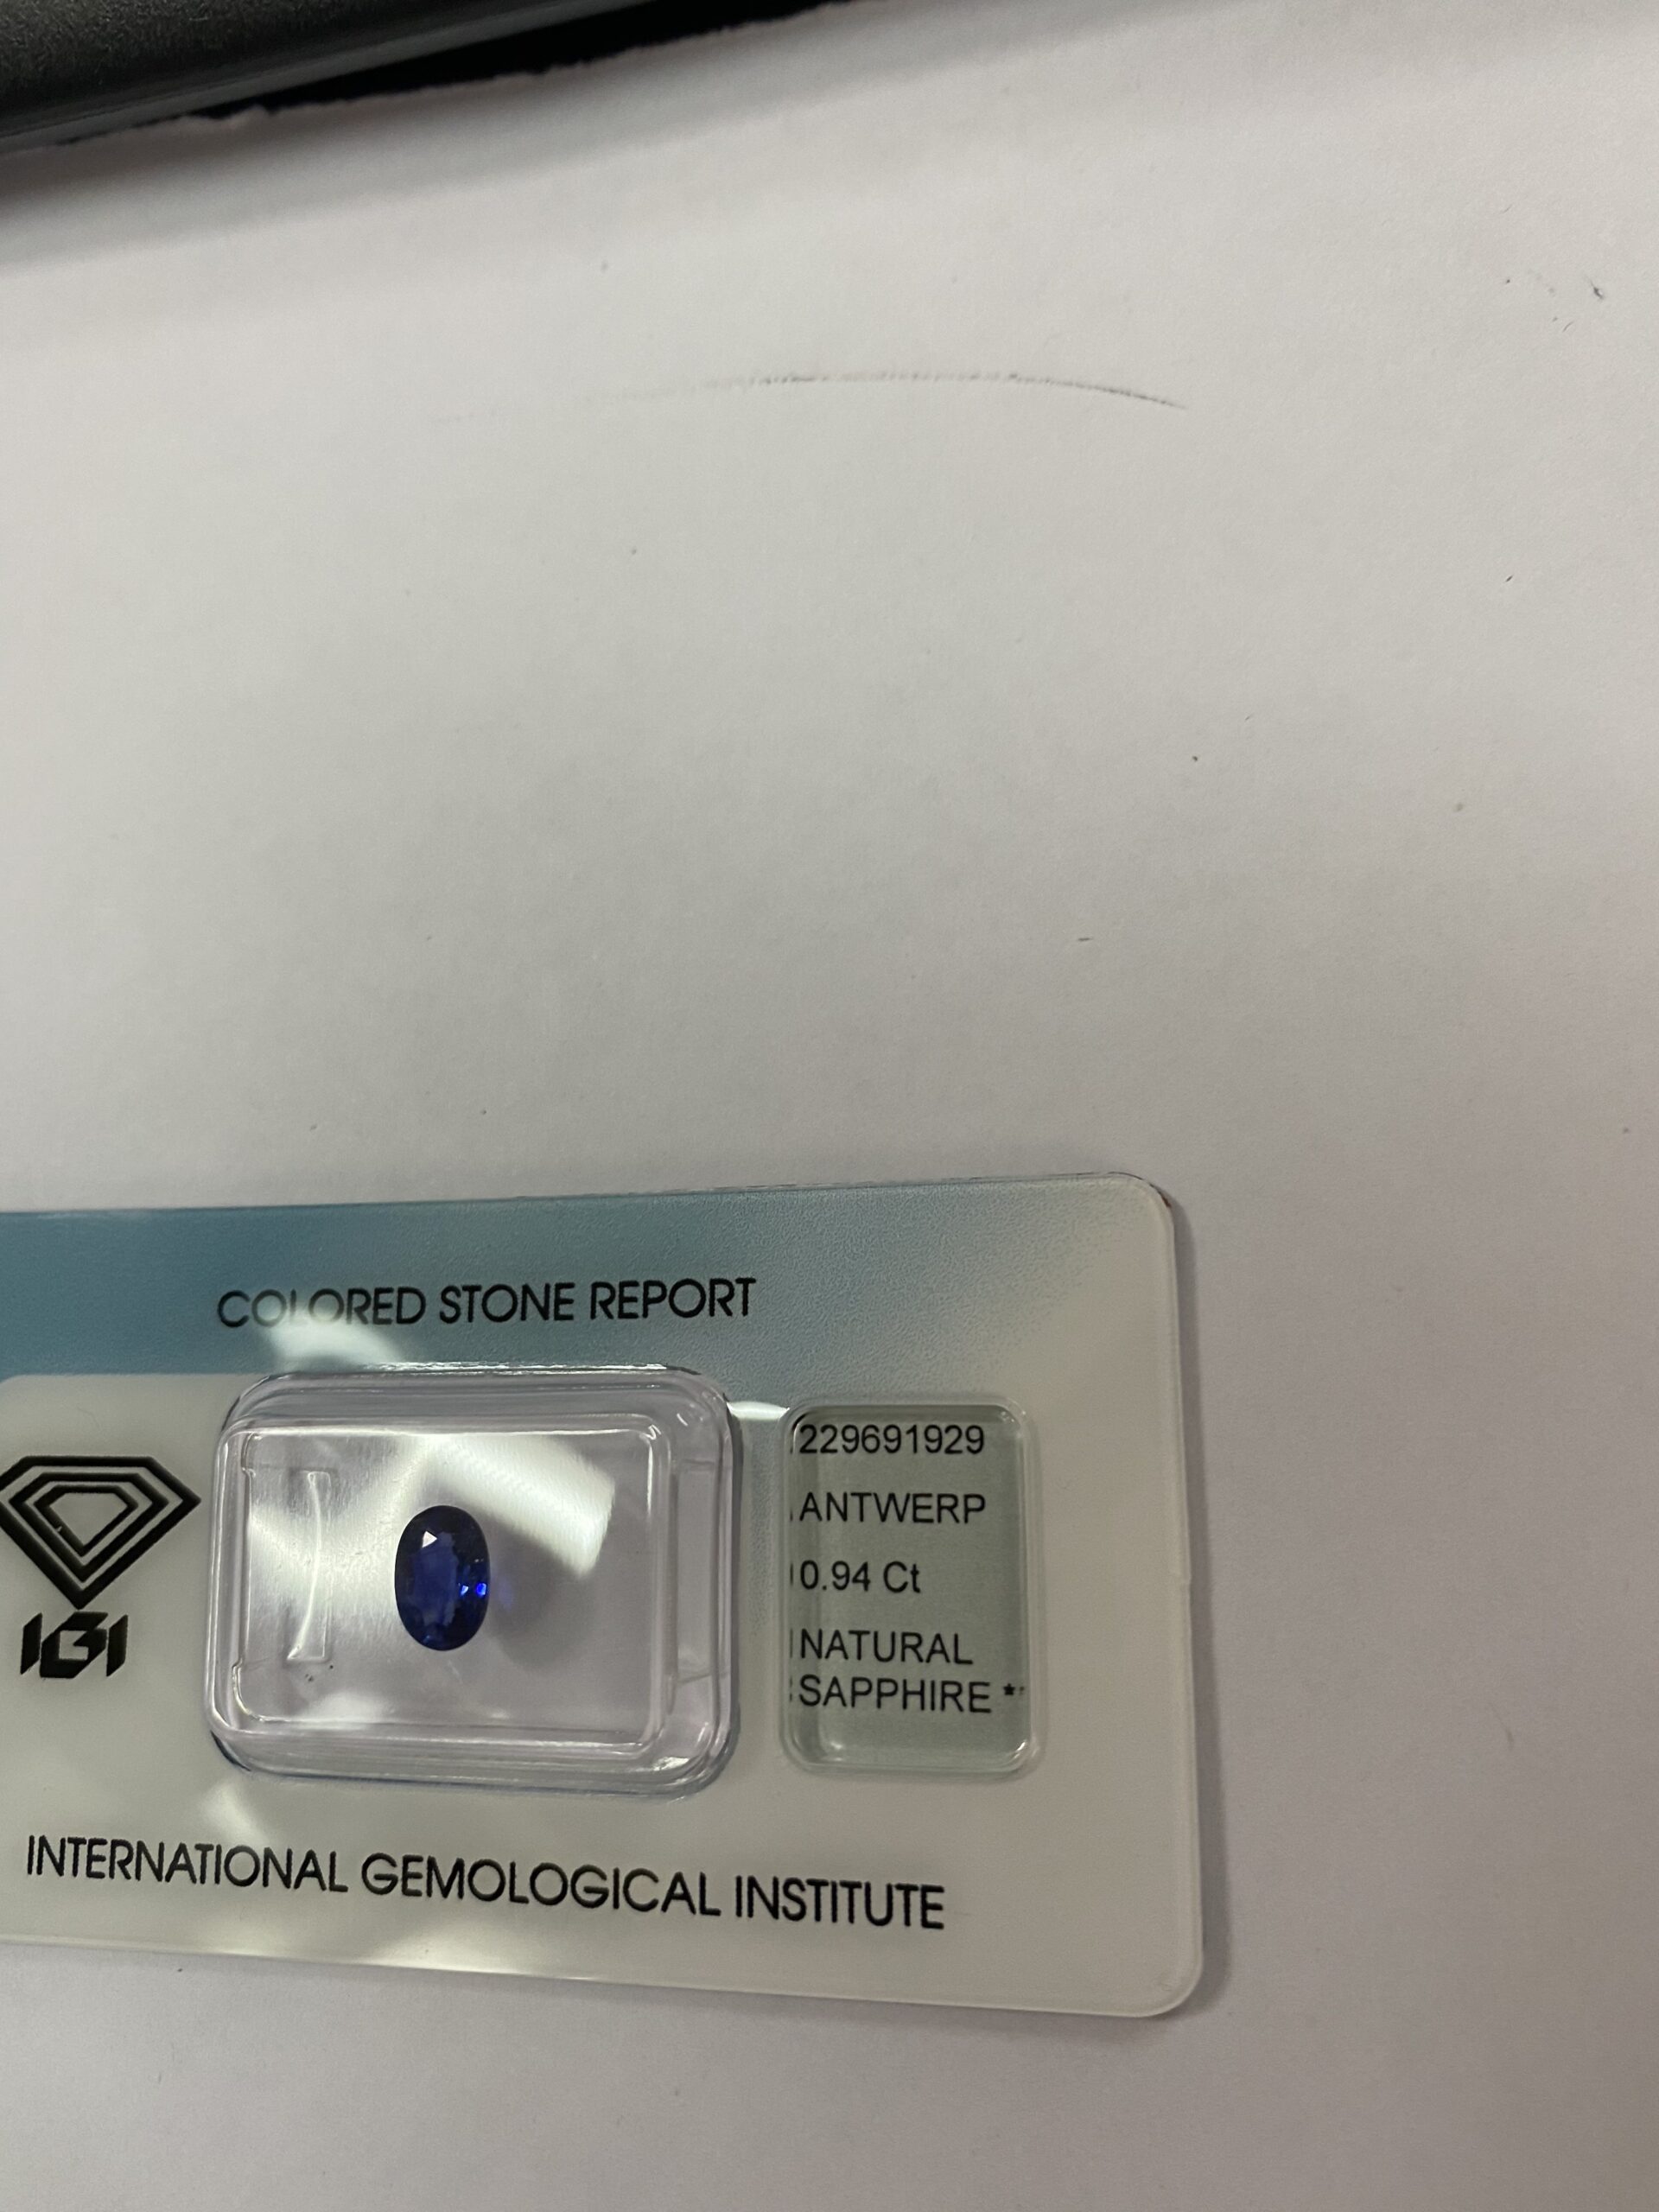 COLORED STONE REPORT
229691929
ANTWERP
0.94 Ct
NATURAL
SAPPHIRE *
IGI
INTERNATIONAL GEMOLOGICAL INSTITUTE